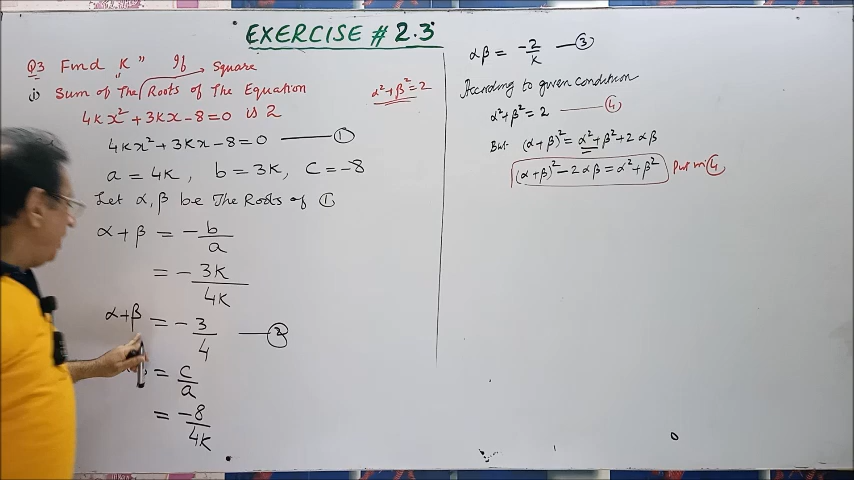 EXERCISE # 2.3
Q3 Find "K" If Square
i) Sum of The Roots of The Equation α²+β²=2
4kx²+3kx-8=0 is 2
4kx²+3kx-8=0 — ①
a=4k, b=3k, c=-8
Let α,β be The Roots of ①
α+β = -b/a
= -3k/4k
α+β = -3/4 — ②
= c/a
= -8/4k
αβ = -2/k — ③
According to given condition
α²+β²=2 — ④
But (α+β)²=α²+β²+2αβ
(α+β)²-2αβ=α²+β² Put in ④